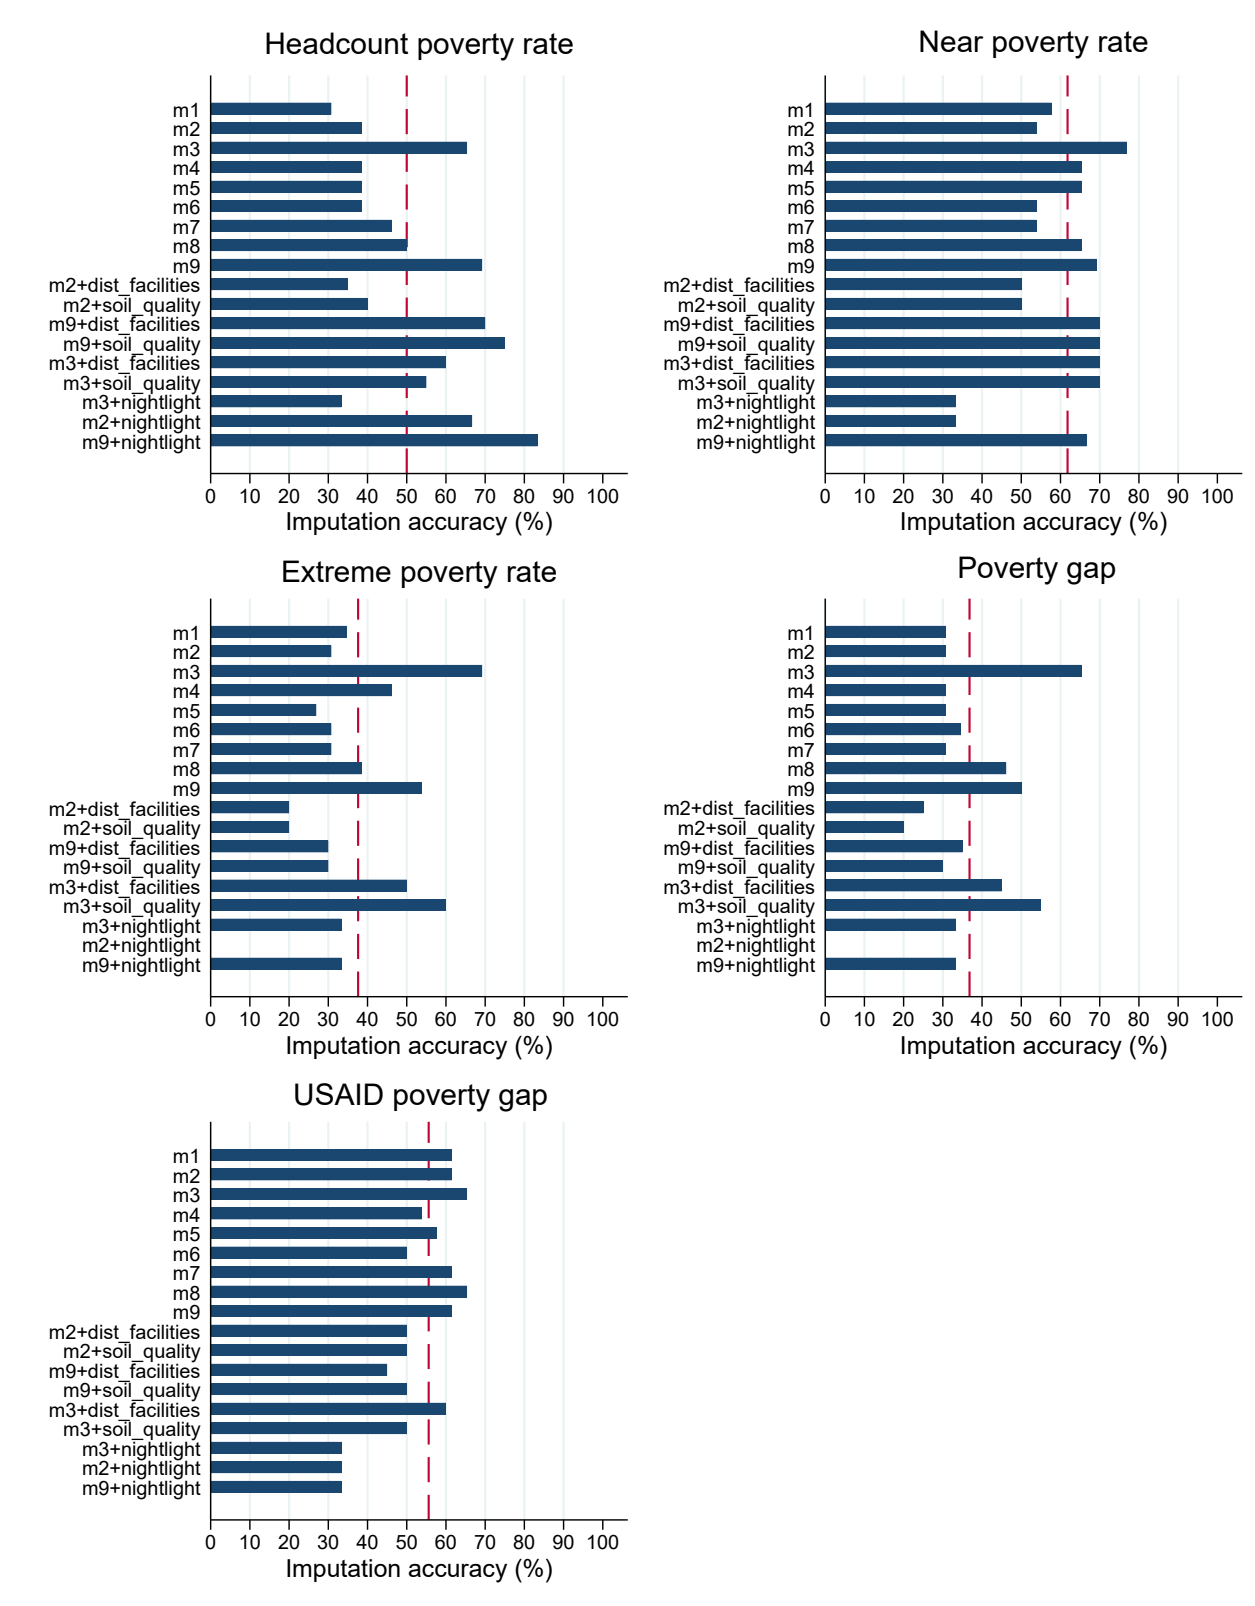 Headcount poverty rate
m1
m2
m3
m4
m5
m6
m7
m8
m9
m2+dist_facilities
m2+soil_quality
m9+dist_facilities
m9+soil_quality
m3+dist_facilities
m3+soil_quality
m3+nightlight
m2+nightlight
m9+nightlight
0 10 20 30 40 50 60 70 80 90 100
Imputation accuracy (%)
Near poverty rate
m1
m2
m3
m4
m5
m6
m7
m8
m9
m2+dist_facilities
m2+soil_quality
m9+dist_facilities
m9+soil_quality
m3+dist_facilities
m3+soil_quality
m3+nightlight
m2+nightlight
m9+nightlight
0 10 20 30 40 50 60 70 80 90 100
Imputation accuracy (%)
Extreme poverty rate
m1
m2
m3
m4
m5
m6
m7
m8
m9
m2+dist_facilities
m2+soil_quality
m9+dist_facilities
m9+soil_quality
m3+dist_facilities
m3+soil_quality
m3+nightlight
m2+nightlight
m9+nightlight
0 10 20 30 40 50 60 70 80 90 100
Imputation accuracy (%)
Poverty gap
m1
m2
m3
m4
m5
m6
m7
m8
m9
m2+dist_facilities
m2+soil_quality
m9+dist_facilities
m9+soil_quality
m3+dist_facilities
m3+soil_quality
m3+nightlight
m2+nightlight
m9+nightlight
0 10 20 30 40 50 60 70 80 90 100
Imputation accuracy (%)
USAID poverty gap
m1
m2
m3
m4
m5
m6
m7
m8
m9
m2+dist_facilities
m2+soil_quality
m9+dist_facilities
m9+soil_quality
m3+dist_facilities
m3+soil_quality
m3+nightlight
m2+nightlight
m9+nightlight
0 10 20 30 40 50 60 70 80 90 100
Imputation accuracy (%)